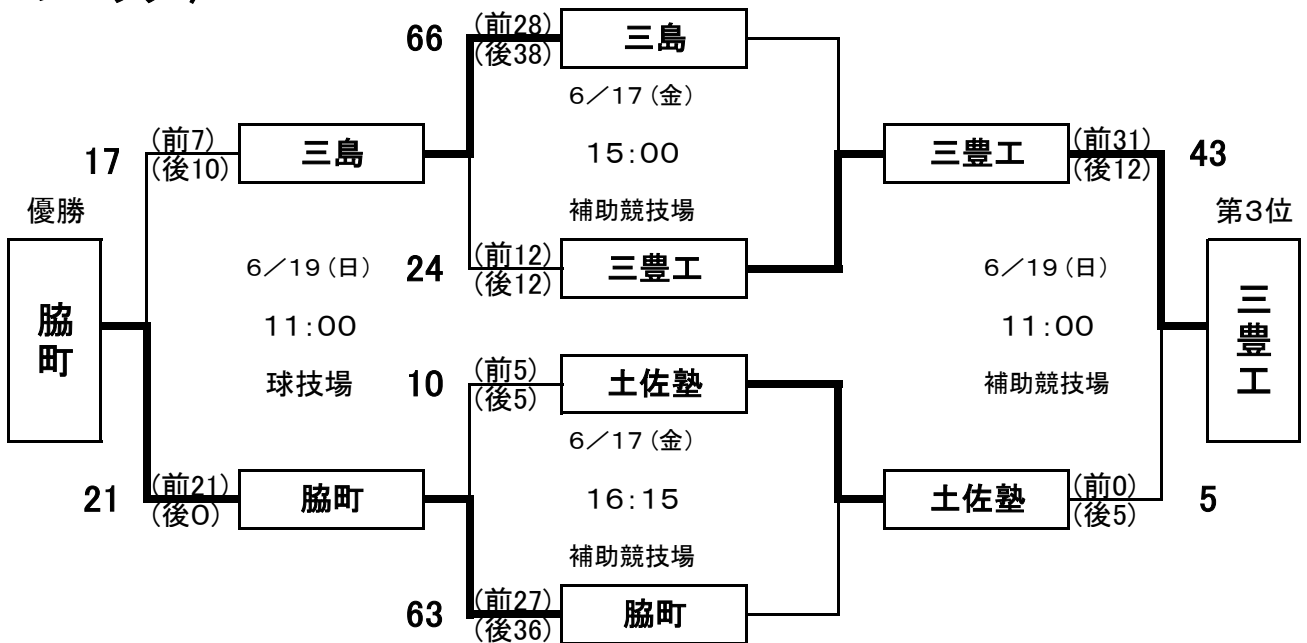 66 (前28) 三島
(後38)
6／17（金）
17 (前7) 三島 15:00 三豊工 (前31) 43
(後10) (後12)
優勝 補助競技場 第3位
6／19（日） 24 (前12) 三豊工 6／19（日）
(後12)
脇町 11:00 11:00 三豊工
球技場 10 (前5) 土佐塾 補助競技場
(後5)
6／17（金）
21 (前21) 脇町 16:15 土佐塾 (前0) 5
(後0) (後5)
補助競技場
63 (前27) 脇町
(後36)